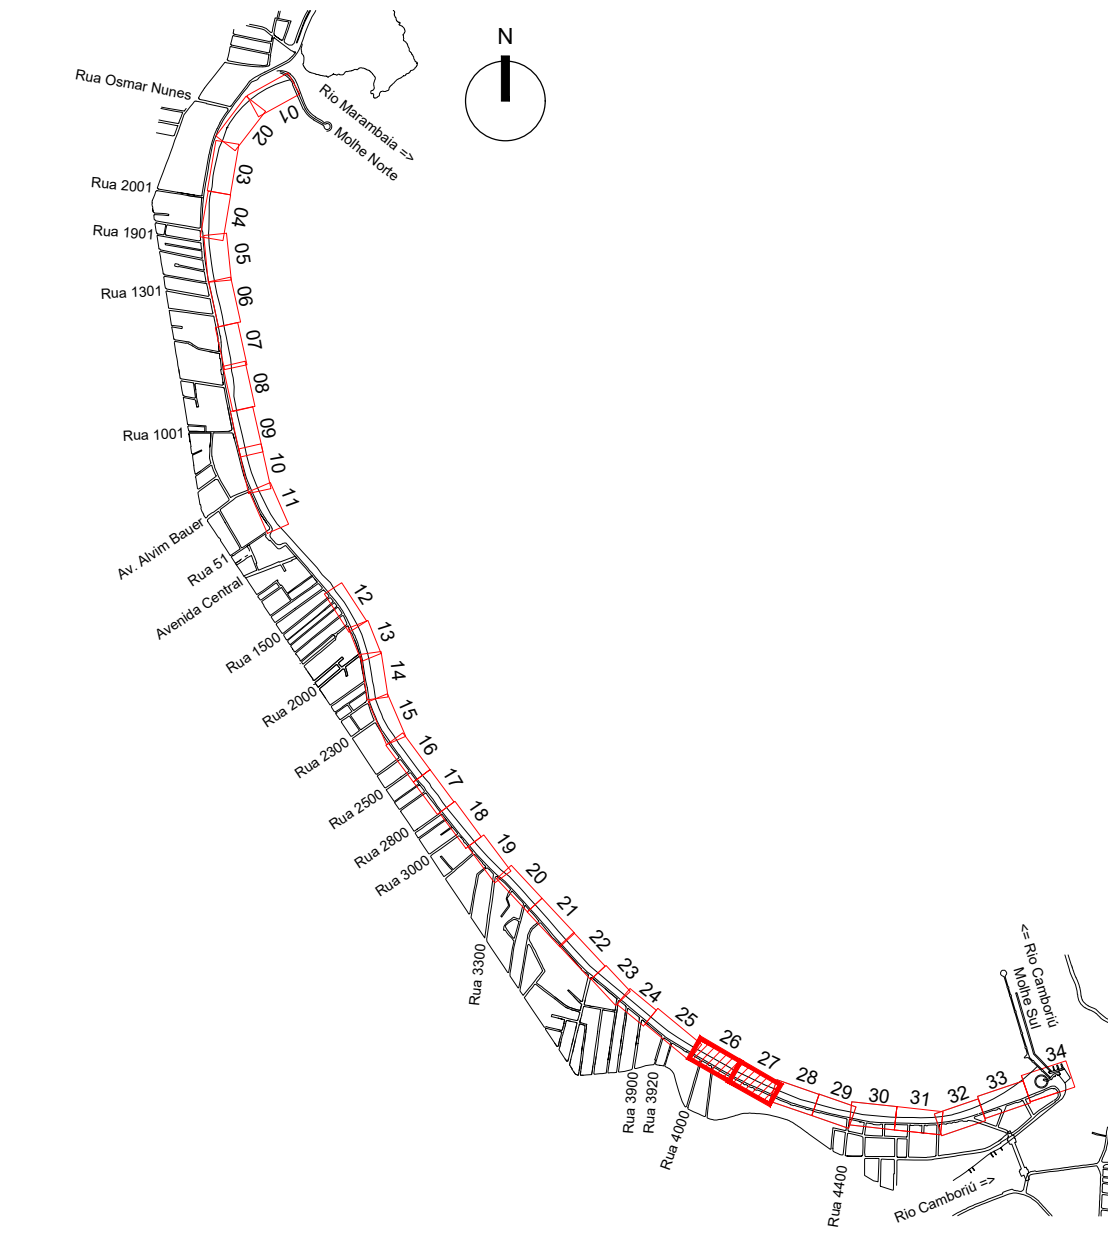 N
Rua Osmar Nunes
Rio Marambaia =>
Molhe Norte
01
02
03
Rua 2001
04
Rua 1901
05
Rua 1301
06
07
08
Rua 1001
09
10
11
Av. Alvim Bauer
Rua 51
Avenida Central
12
Rua 1500
13
14
Rua 2000
15
Rua 2300
16
17
Rua 2500
18
Rua 2800
19
Rua 3000
20
21
Rua 3300
22
23
24
25
26
27
28
29
30
31
32
33
34
<= Rio Camboriú
Molhe Sul
Rua 3900
Rua 3920
Rua 4000
Rua 4400
Rio Camboriú =>